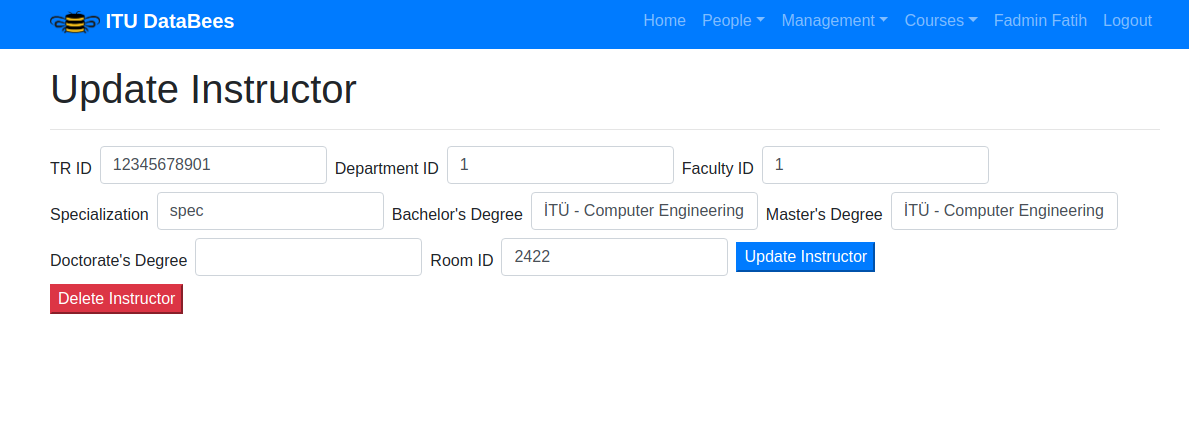 ITU DataBees Home People Management Courses Fadmin Fatih Logout
Update Instructor
TR ID 12345678901 Department ID 1 Faculty ID 1
Specialization spec Bachelor's Degree İTÜ - Computer Engineering Master's Degree İTÜ - Computer Engineering
Doctorate's Degree Room ID 2422 Update Instructor
Delete Instructor